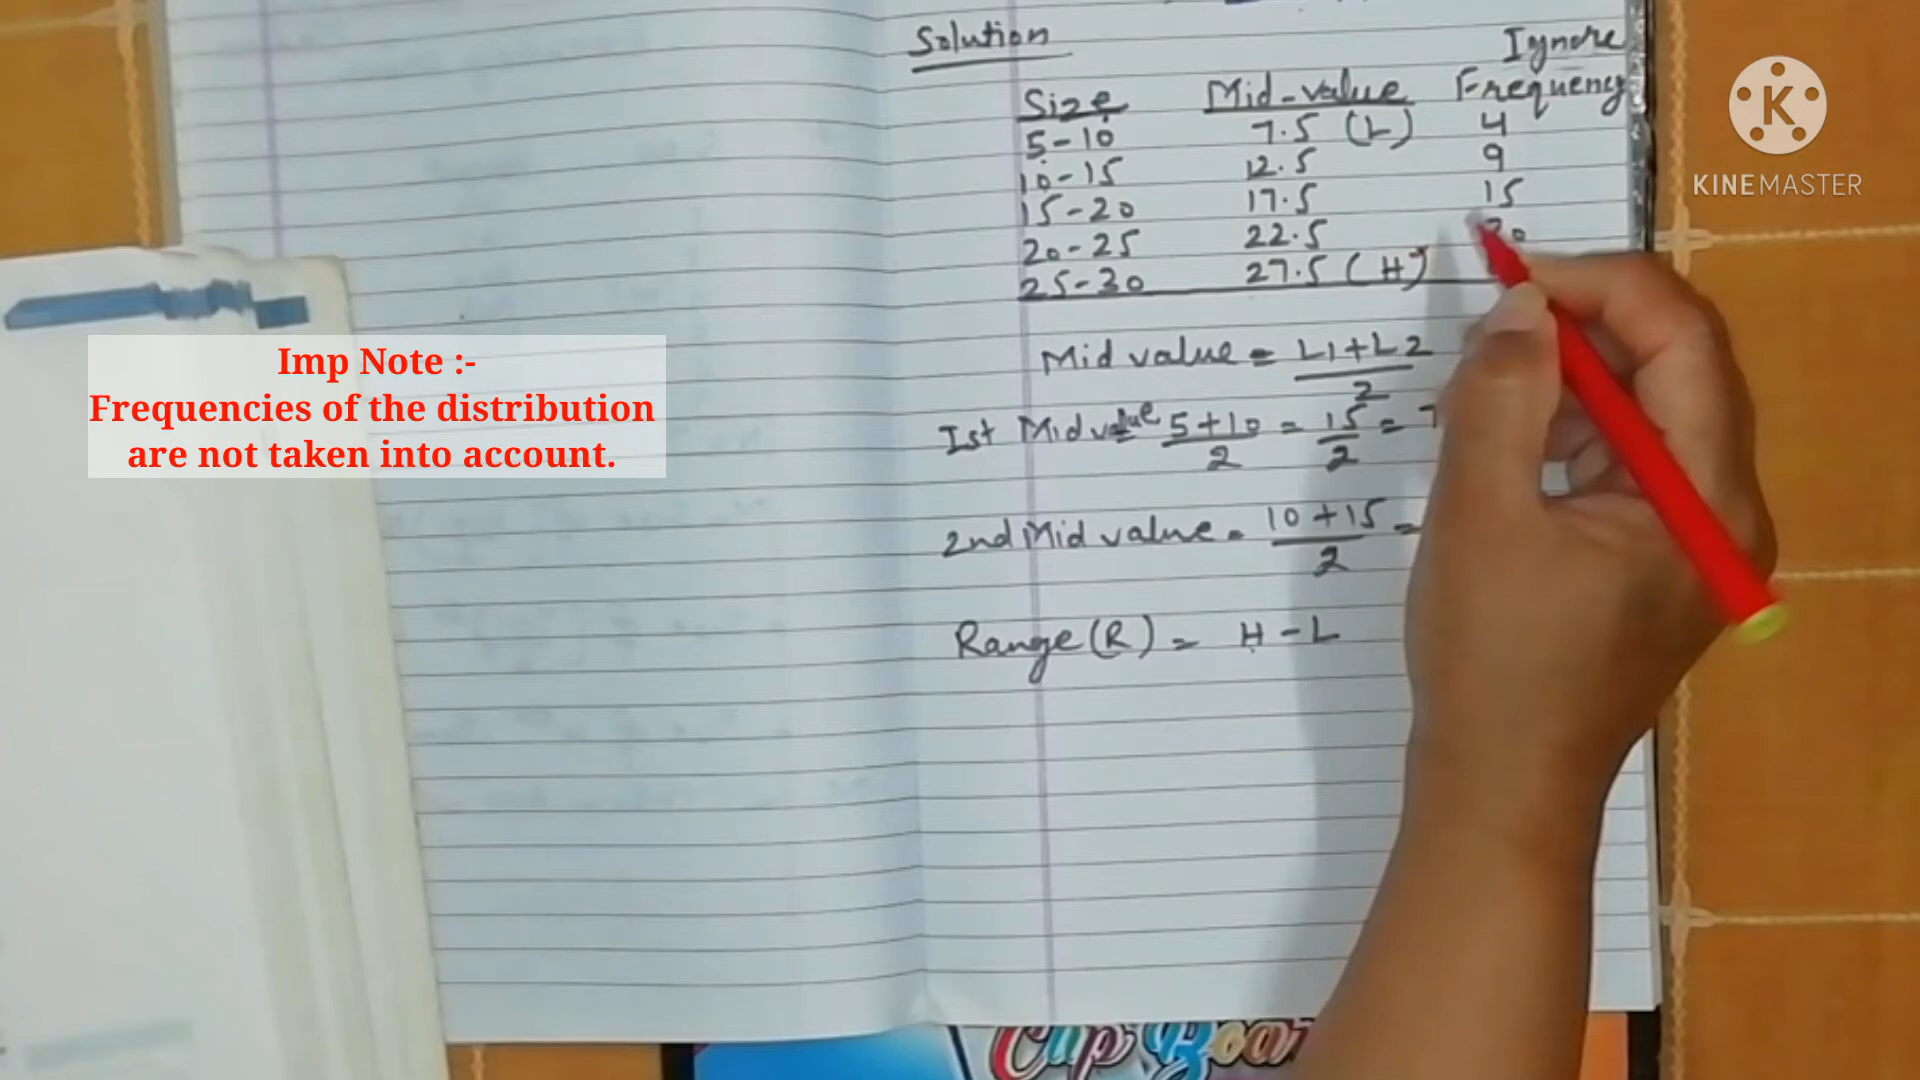 Solution
Ignore
Size Mid-value Frequency
5-10 7.5 (L) 4
10-15 12.5 9
15-20 17.5 15
20-25 22.5
25-30 27.5 (H)
Mid value = L1+L2
2
Ist Mid value 5+10 = 15 = 7
2 2
2nd Mid value = 10+15 =
2
Range (R) = H-L
Imp Note :-
Frequencies of the distribution
are not taken into account.
K
KINEMASTER